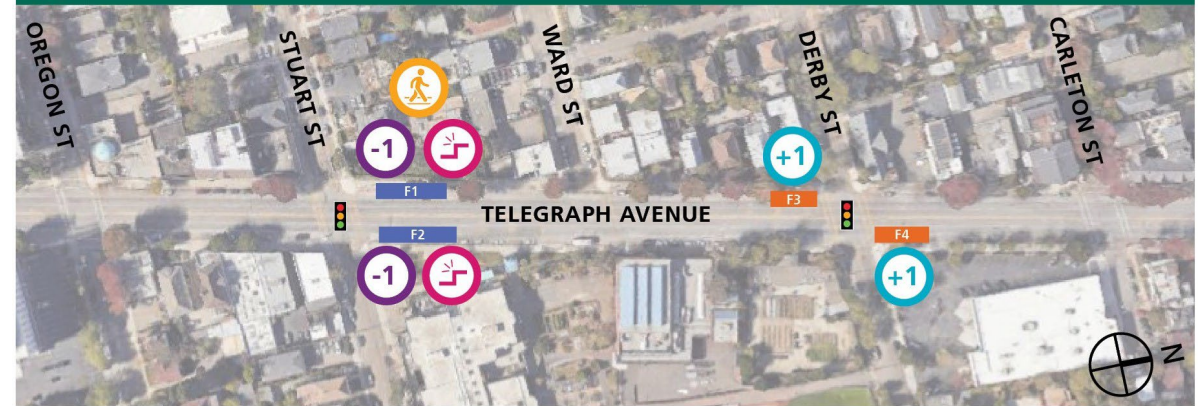 OREGON ST
STUART ST
WARD ST
DERBY ST
CARLETON ST
-1
+1
F1
F3
TELEGRAPH AVENUE
F2
F4
-1
+1
N